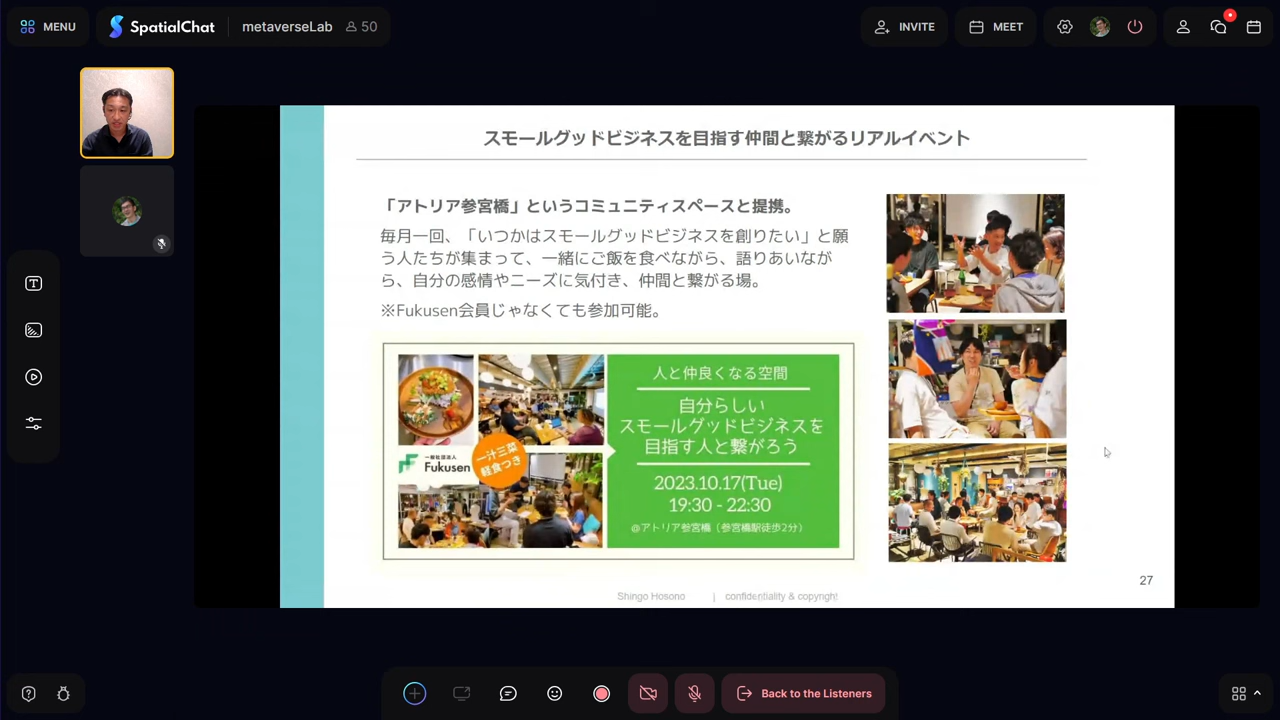 MENU
SpatialChat
metaverseLab
50
INVITE
MEET
スモールグッドビジネスを目指す仲間と繋がるリアルイベント
「アトリア参宮橋」というコミュニティスペースと提携。
毎月一回、「いつかはスモールグッドビジネスを創りたい」と願
う人たちが集まって、一緒にご飯を食べながら、語りあいなが
ら、自分の感情やニーズに気付き、仲間と繋がる場。
※Fukusen会員じゃなくても参加可能。
一般社団法人
Fukusen
一汁三菜
軽食つき
人と仲良くなる空間
自分らしい
スモールグッドビジネスを
目指す人と繋がろう
2023.10.17(Tue)
19:30 - 22:30
@アトリア参宮橋（参宮橋駅徒歩2分）
27
Shingo Hosono | confidentiality & copyright
Back to the Listeners